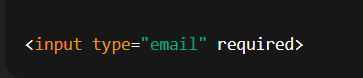 <input type="email" required>